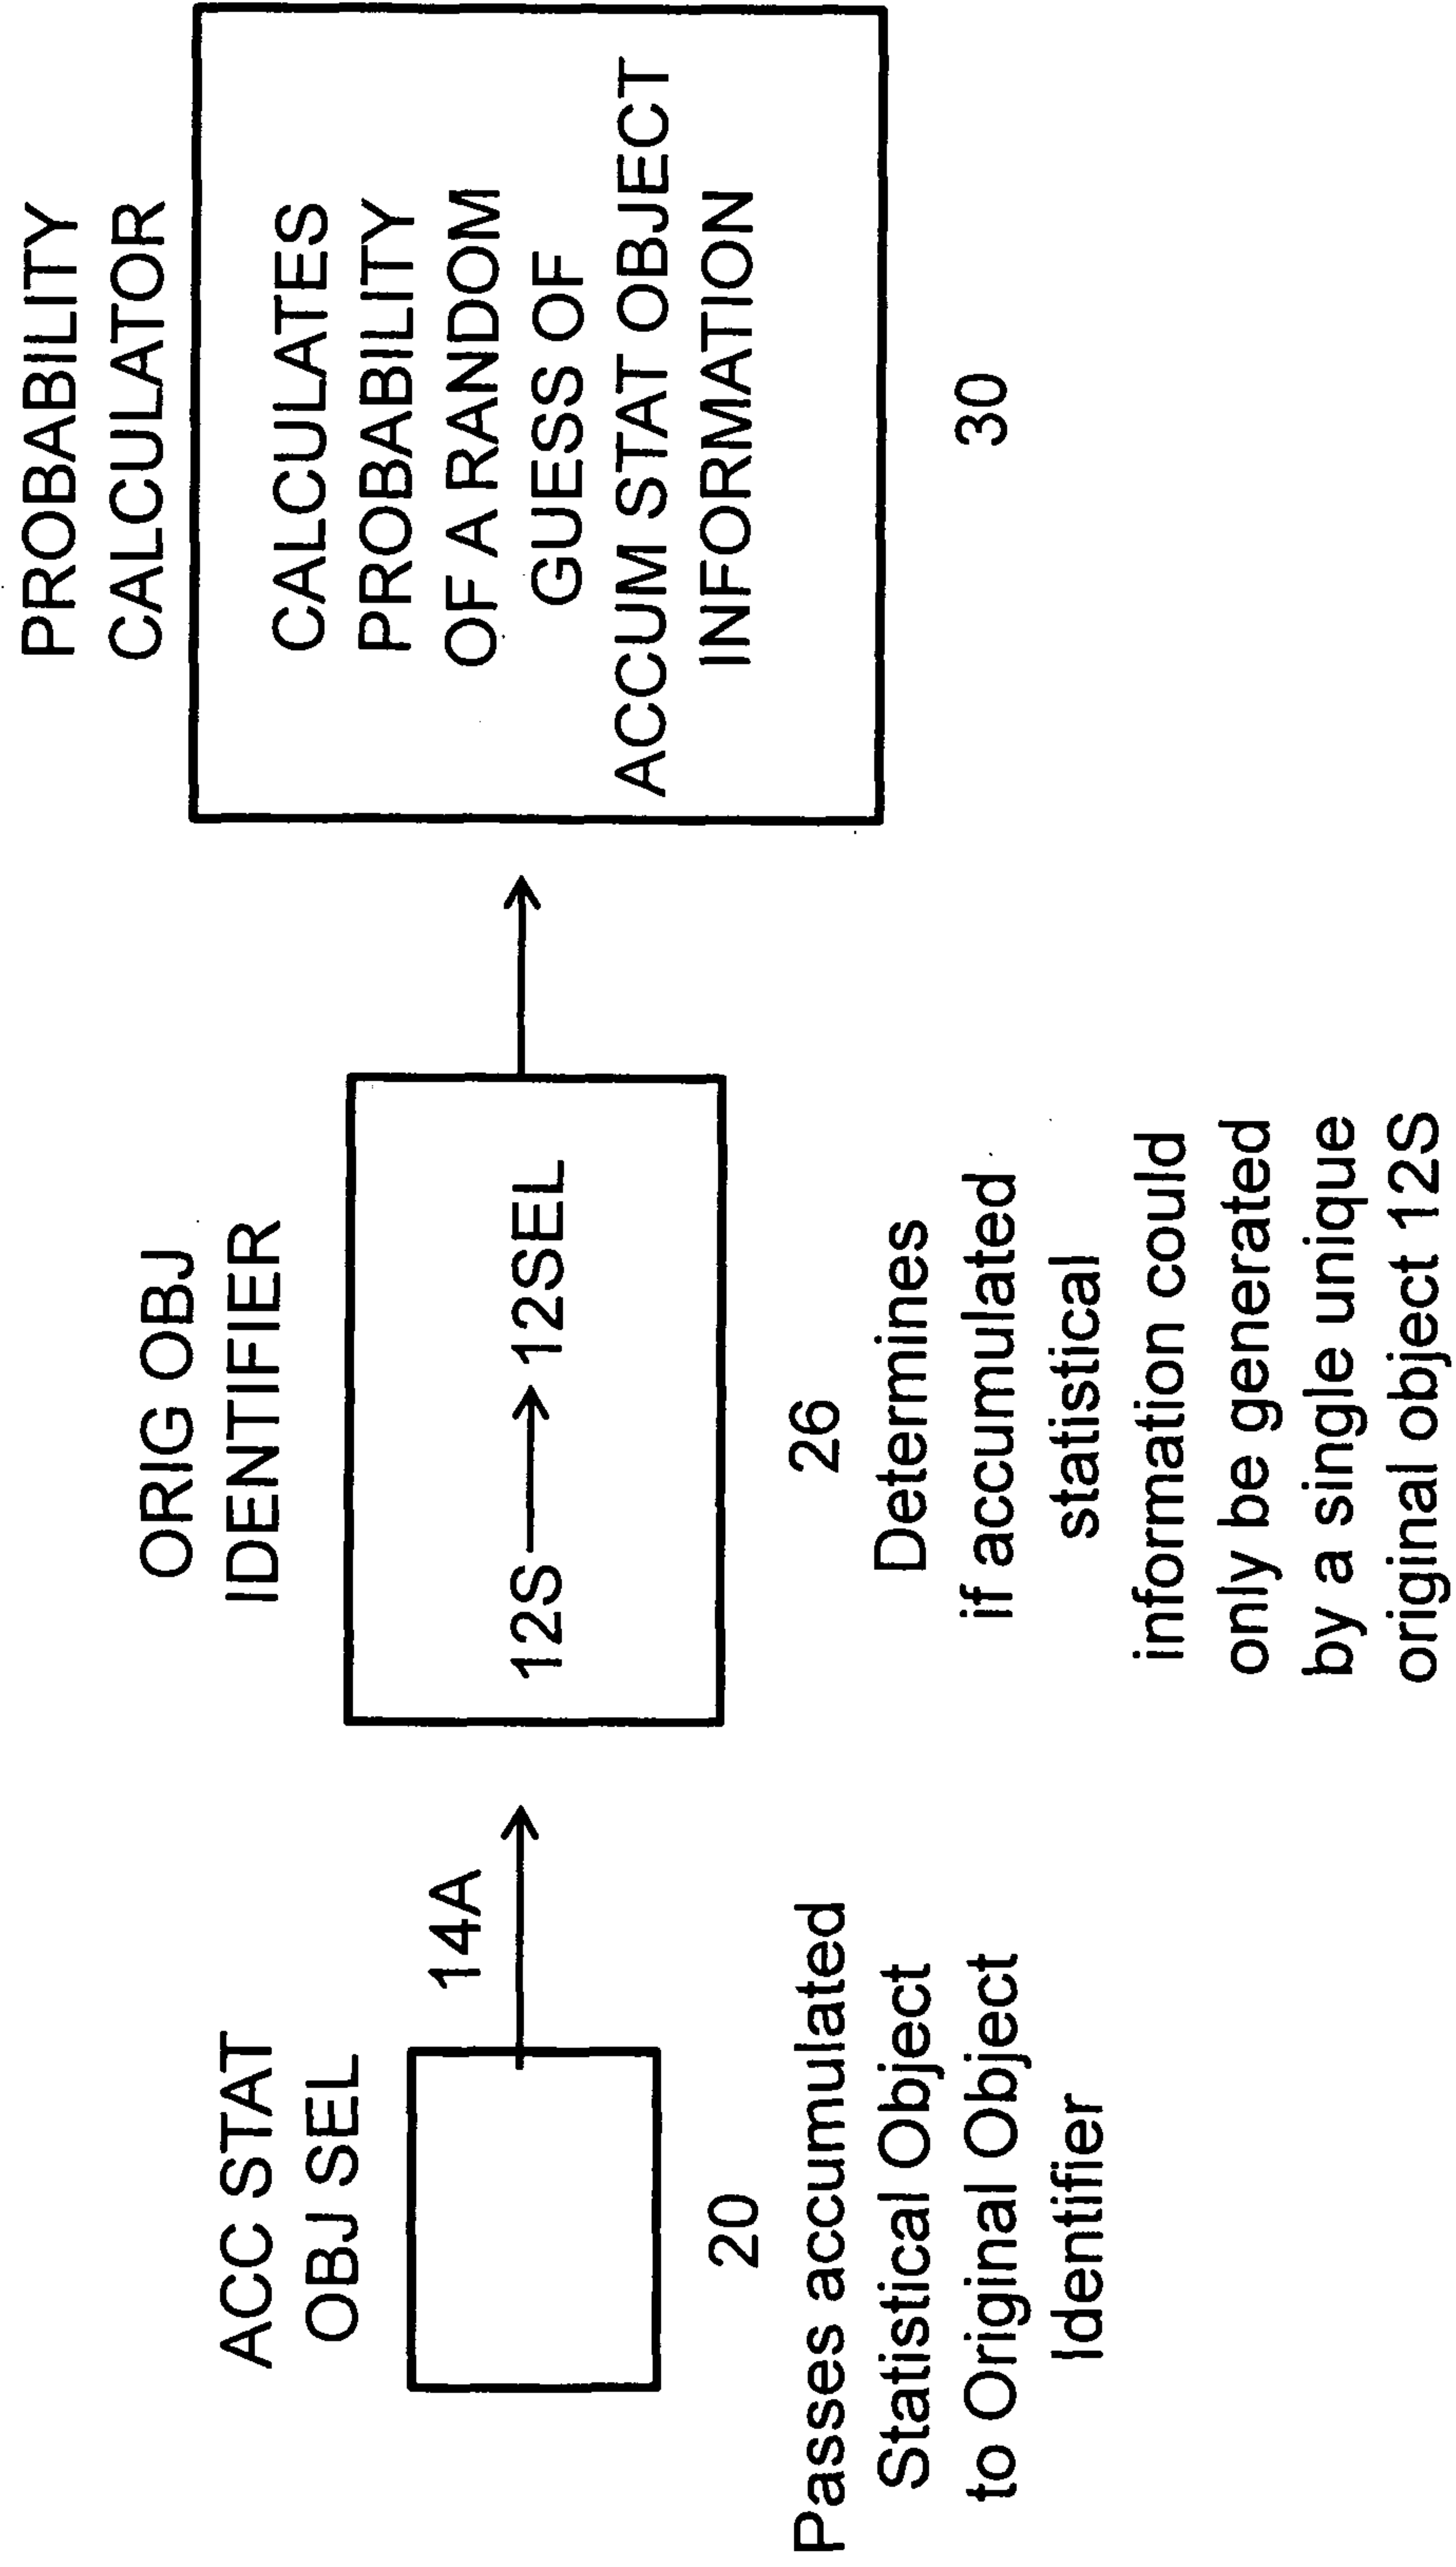 ACC STAT
OBJ SEL
14A
20
Passes accumulated
Statistical Object
to Original Object
Identifier
ORIG OBJ
IDENTIFIER
12S → 12SEL
26
Determines
if accumulated
statistical
information could
only be generated
by a single unique
original object 12S
PROBABILITY
CALCULATOR
CALCULATES
PROBABILITY
OF A RANDOM
GUESS OF
ACCUM STAT OBJECT
INFORMATION
30